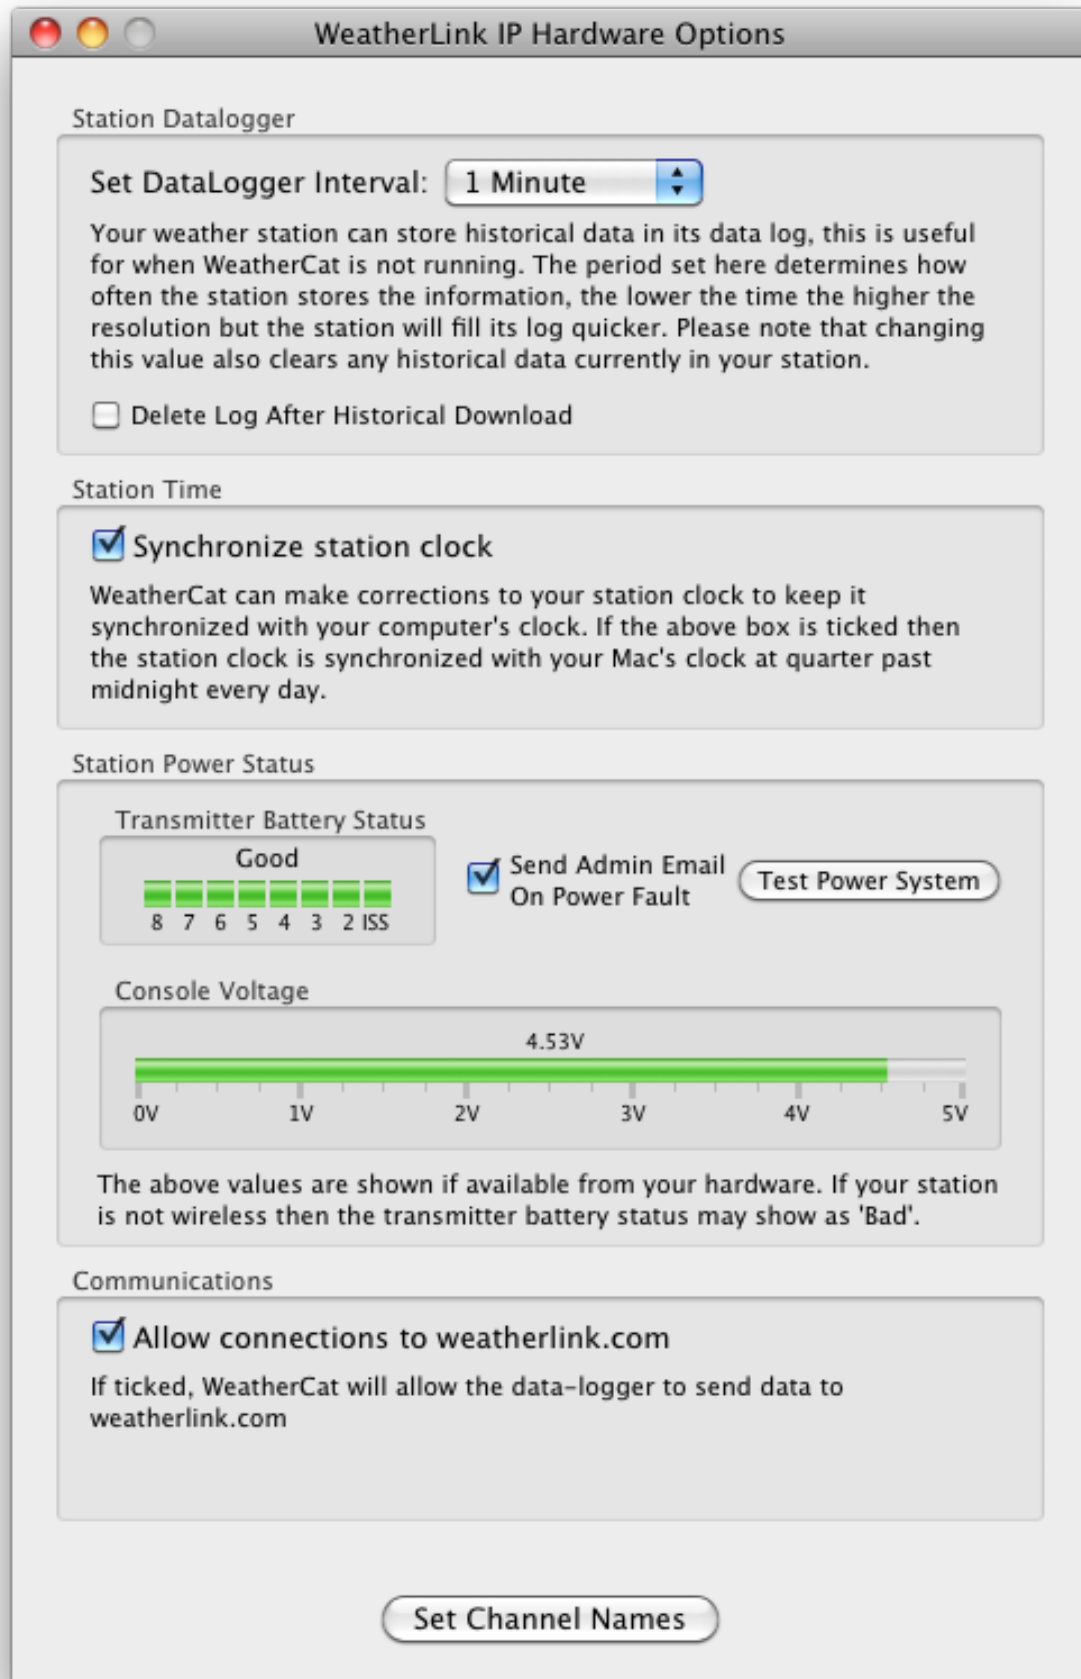 WeatherLink IP Hardware Options
Station Datalogger
Set DataLogger Interval: 1 Minute
Your weather station can store historical data in its data log, this is useful
for when WeatherCat is not running. The period set here determines how
often the station stores the information, the lower the time the higher the
resolution but the station will fill its log quicker. Please note that changing
this value also clears any historical data currently in your station.
Delete Log After Historical Download
Station Time
Synchronize station clock
WeatherCat can make corrections to your station clock to keep it
synchronized with your computer's clock. If the above box is ticked then
the station clock is synchronized with your Mac's clock at quarter past
midnight every day.
Station Power Status
Transmitter Battery Status
Good
8 7 6 5 4 3 2 ISS
Send Admin Email
On Power Fault
Test Power System
Console Voltage
4.53V
0V 1V 2V 3V 4V 5V
The above values are shown if available from your hardware. If your station
is not wireless then the transmitter battery status may show as 'Bad'.
Communications
Allow connections to weatherlink.com
If ticked, WeatherCat will allow the data-logger to send data to
weatherlink.com
Set Channel Names